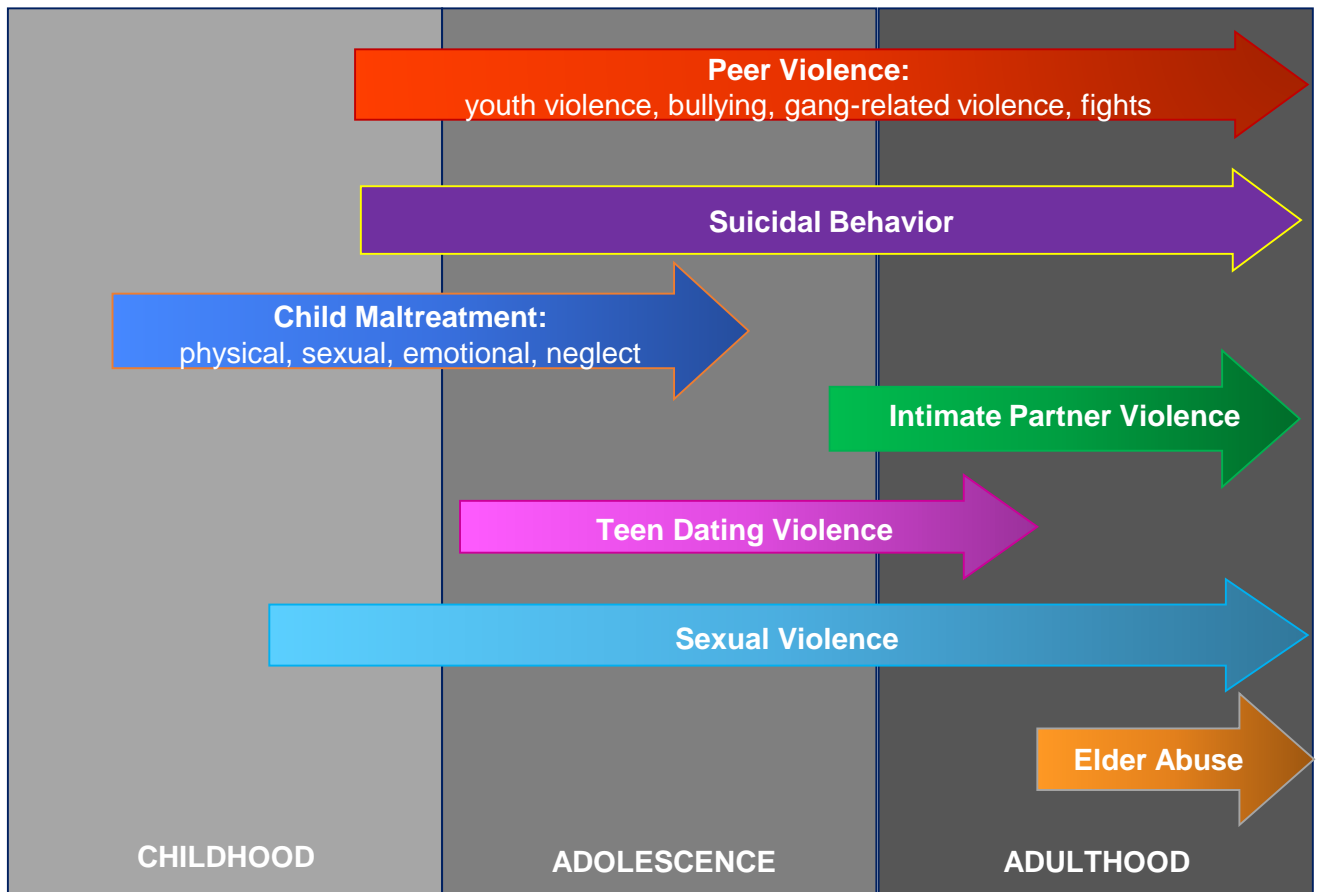 Peer Violence:
youth violence, bullying, gang-related violence, fights
Suicidal Behavior
Child Maltreatment:
physical, sexual, emotional, neglect
Intimate Partner Violence
Teen Dating Violence
Sexual Violence
Elder Abuse
CHILDHOOD
ADOLESCENCE
ADULTHOOD